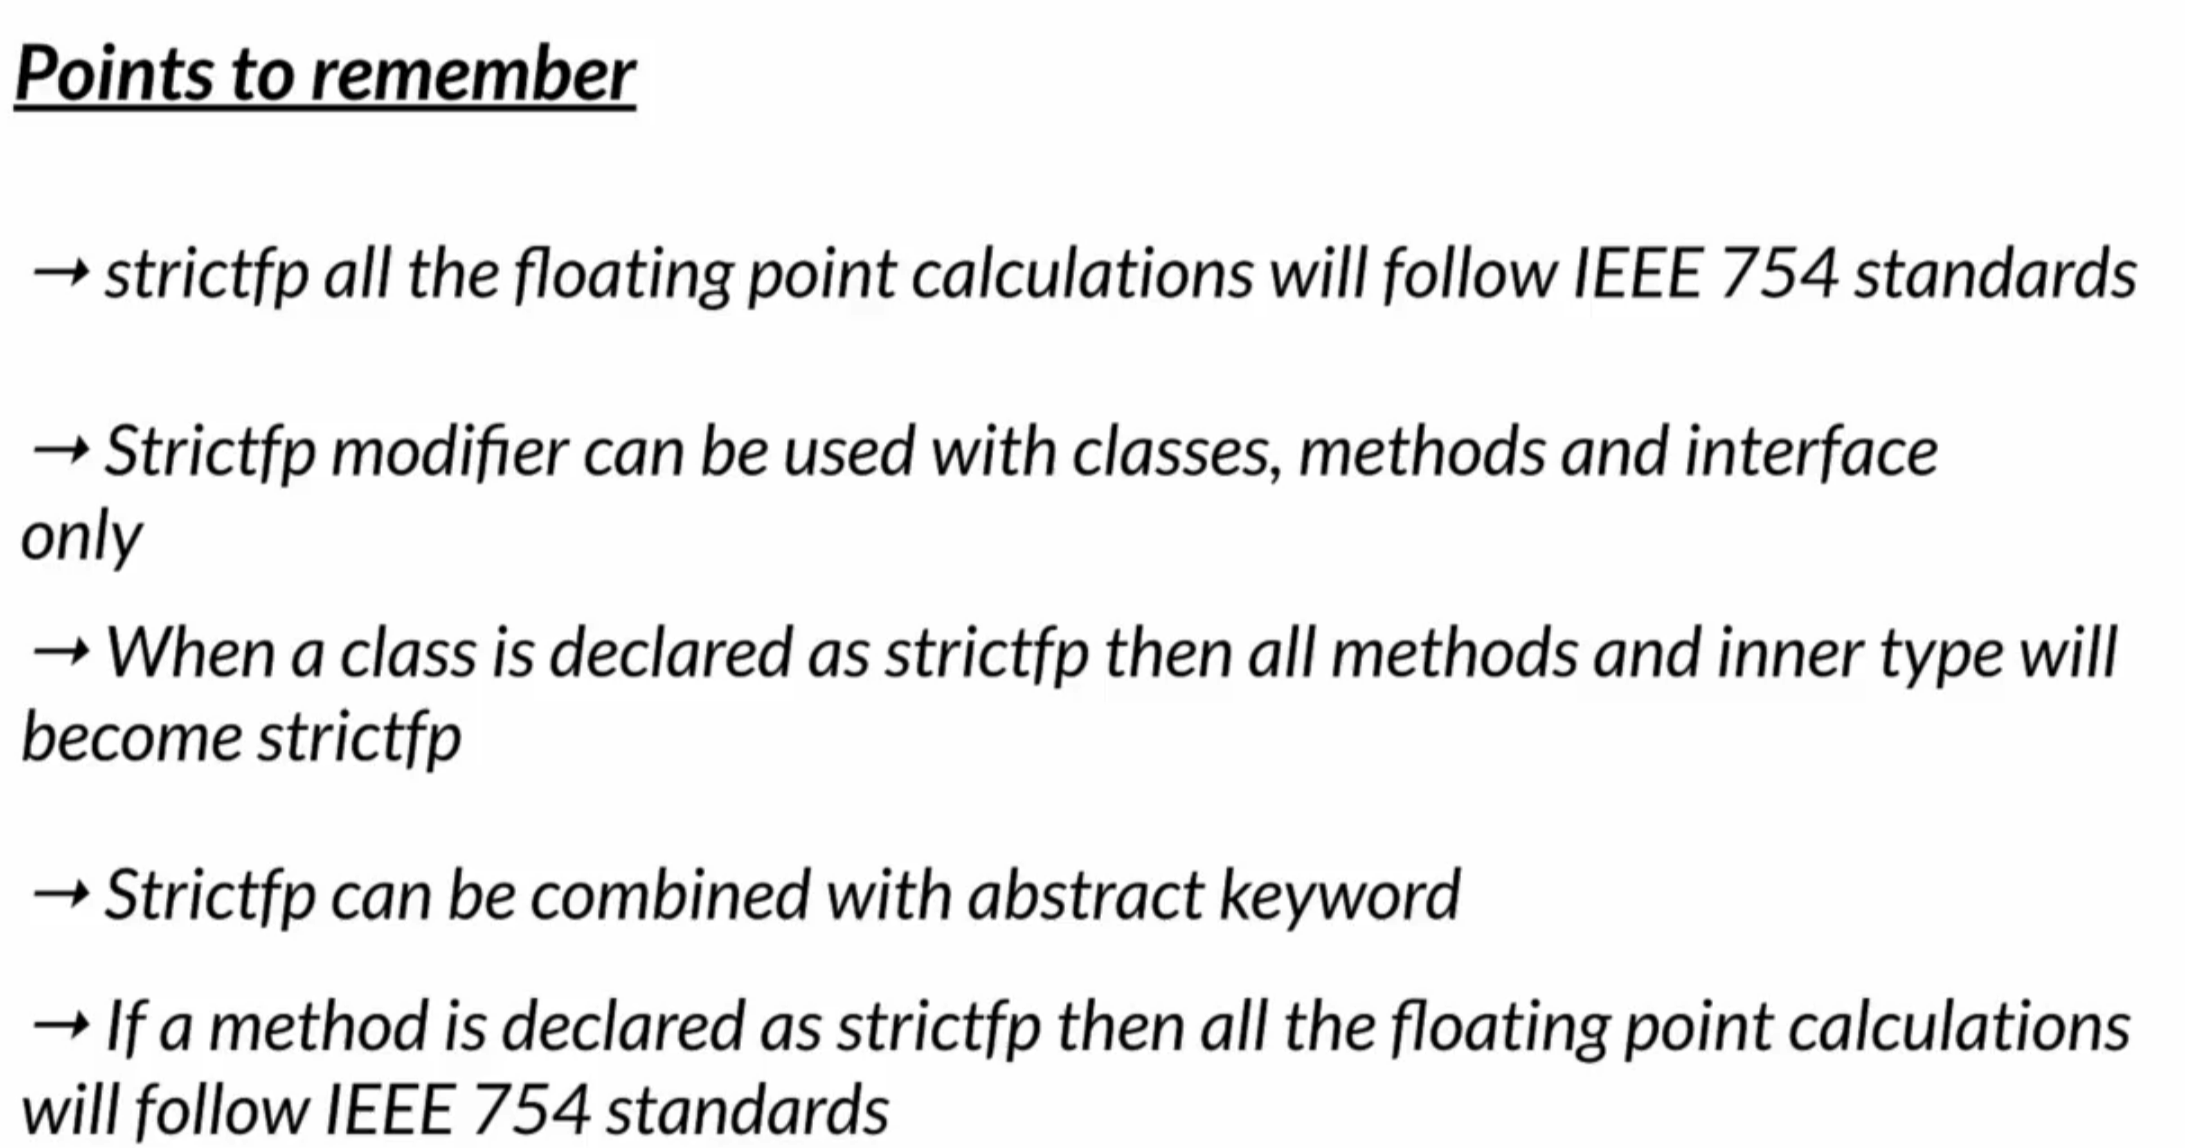 Points to remember
→ strictfp all the floating point calculations will follow IEEE 754 standards
→ Strictfp modifier can be used with classes, methods and interface
only
→ When a class is declared as strictfp then all methods and inner type will
become strictfp
→ Strictfp can be combined with abstract keyword
→ If a method is declared as strictfp then all the floating point calculations
will follow IEEE 754 standards